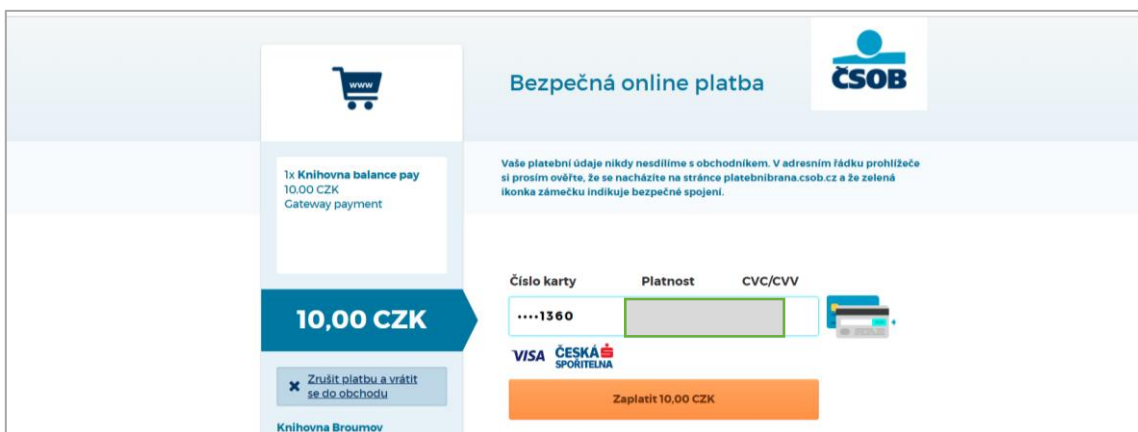 www
Bezpečná online platba
ČSOB
1x Knihovna balance pay
10,00 CZK
Gateway payment
Vaše platební údaje nikdy nesdílíme s obchodníkem. V adresním řádku prohlížeče
si prosím ověřte, že se nacházíte na stránce platebnibrana.csob.cz a že zelená
ikonka zámečku indikuje bezpečné spojení.
10,00 CZK
Číslo karty Platnost CVC/CVV
••••1360
VISA ČESKÁ
SPOŘITELNA
Zrušit platbu a vrátit
se do obchodu
Zaplatit 10,00 CZK
Knihovna Broumov